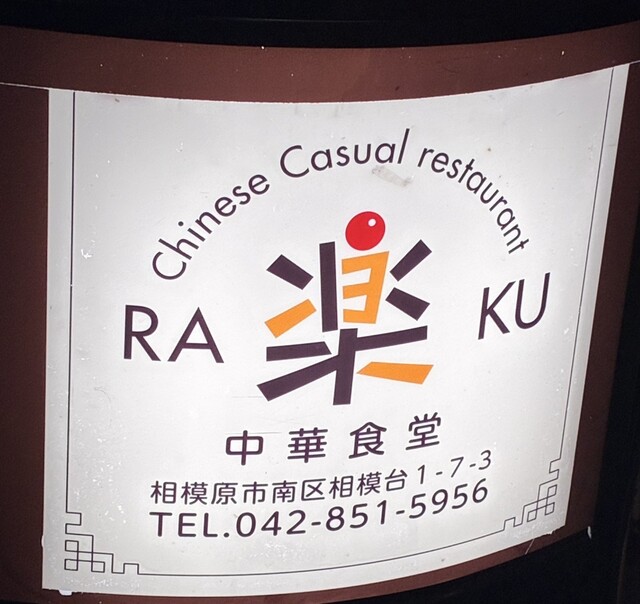 Chinese Casual restaurant
RA 楽 KU
中華食堂
相模原市南区相模台1-7-3
TEL.042-851-5956